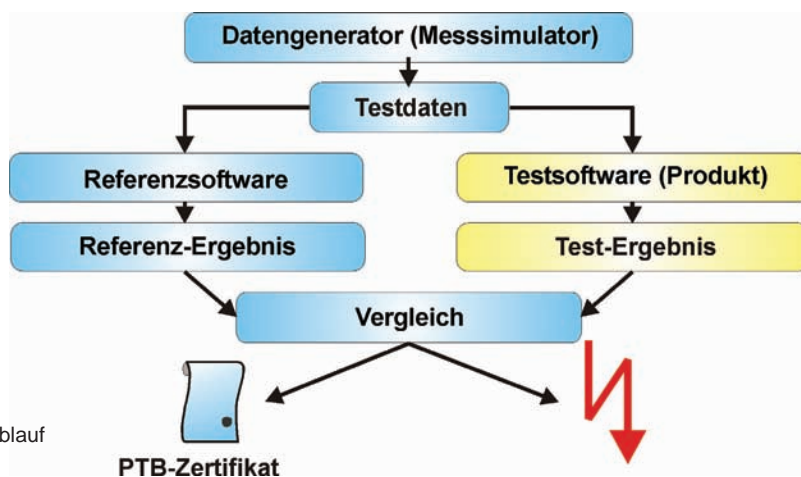 Datengenerator (Messsimulator)
Testdaten
Referenzsoftware
Testsoftware (Produkt)
Referenz-Ergebnis
Test-Ergebnis
Vergleich
blauf
PTB-Zertifikat